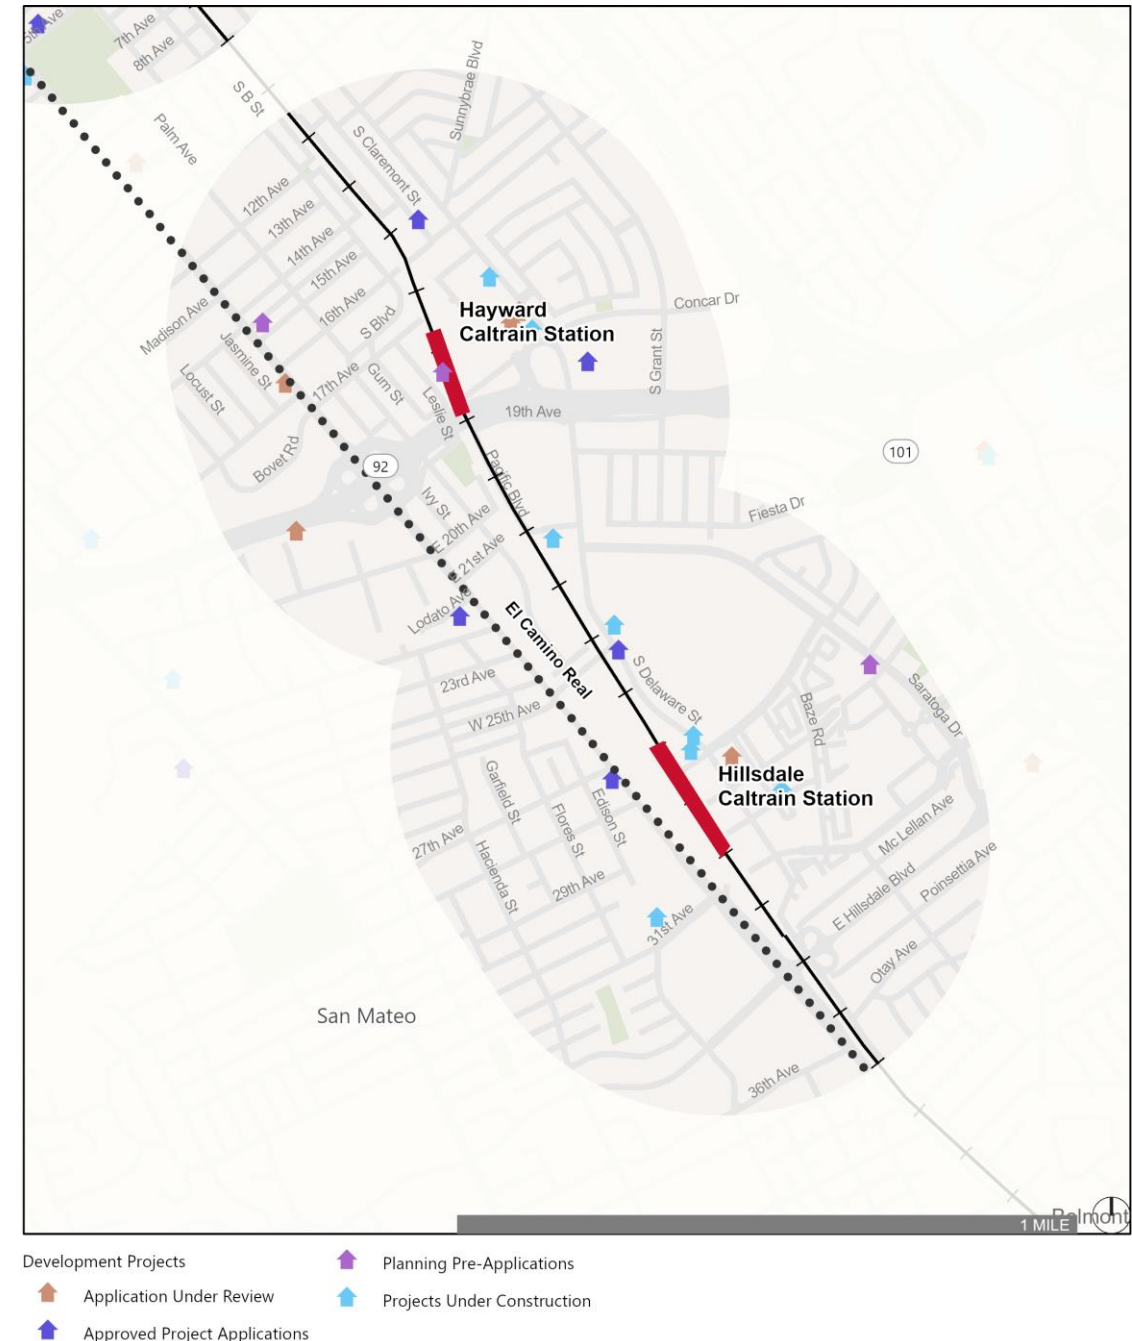 5th Ave
7th Ave
8th Ave
S B St
Palm Ave
Sunnybrae Blvd
S Claremont St
12th Ave
13th Ave
14th Ave
15th Ave
16th Ave
Madison Ave
Jasmine St
Locust St
17th Ave
S Blvd
Gum St
Leslie St
Hayward
Caltrain Station
Concar Dr
S Grant St
19th Ave
Bovet Rd
92
101
Pacific Blvd
Ivy St
E 20th Ave
21st Ave
Fiesta Dr
Lodato Ave
El Camino Real
23rd Ave
W 25th Ave
S Delaware St
Baze Rd
Saratoga Dr
Hillsdale
Caltrain Station
Garfield St
Flores St
Edison St
27th Ave
Hacienda St
29th Ave
31st Ave
Mc Lellan Ave
E Hillsdale Blvd
Poinsettia Ave
Otay Ave
San Mateo
36th Ave
Belmont
1 MILE
Development Projects
Application Under Review
Approved Project Applications
Planning Pre-Applications
Projects Under Construction